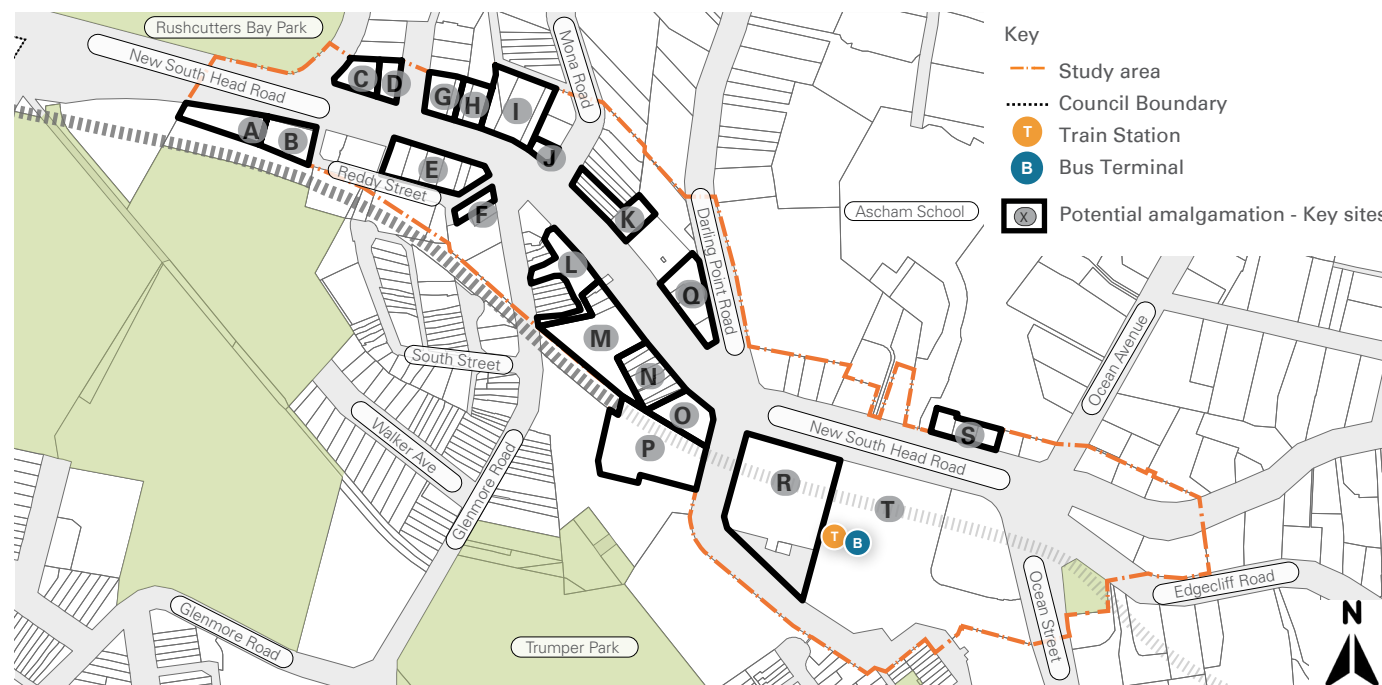 Rushcutters Bay Park
New South Head Road
Mona Road
Key
Study area
Council Boundary
T
Train Station
B
Bus Terminal
X
Potential amalgamation - Key sites
C
D
G
H
I
A
B
J
E
Reddy Street
F
K
Darling Point Road
Ascham School
L
Q
M
N
O
P
South Street
Walker Ave
Glenmore Road
Ocean Avenue
New South Head Road
S
R
T
T
B
Ocean Street
Edgecliff Road
Glenmore Road
Trumper Park
N